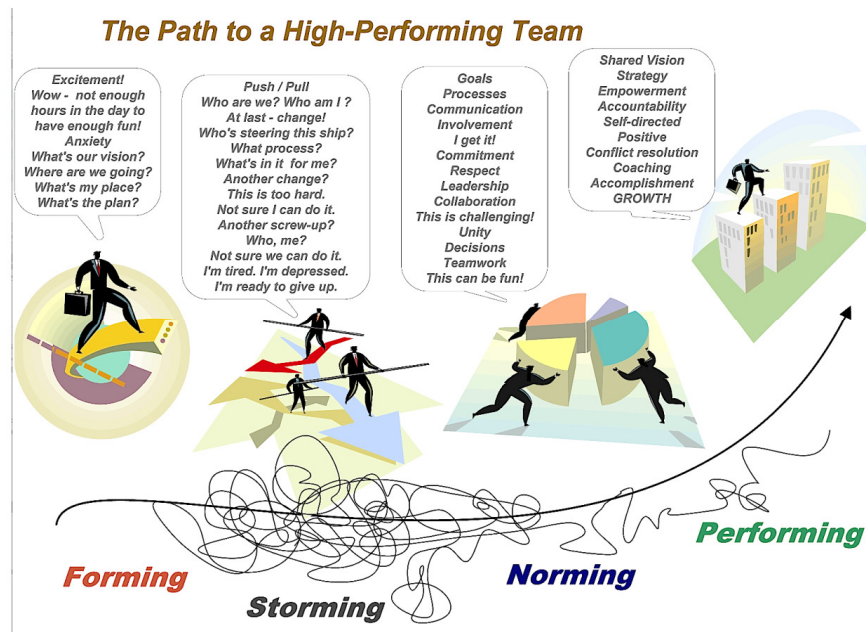 The Path to a High-Performing Team
Excitement!
Wow - not enough
hours in the day to
have enough fun!
Anxiety
What's our vision?
Where are we going?
What's my place?
What's the plan?
Push / Pull
Who are we? Who am I ?
At last - change!
Who's steering this ship?
What process?
What's in it for me?
Another change?
This is too hard.
Not sure I can do it.
Another screw-up?
Who, me?
Not sure we can do it.
I'm tired. I'm depressed.
I'm ready to give up.
Goals
Processes
Communication
Involvement
I get it!
Commitment
Respect
Leadership
Collaboration
This is challenging!
Unity
Decisions
Teamwork
This can be fun!
Shared Vision
Strategy
Empowerment
Accountability
Self-directed
Positive
Conflict resolution
Coaching
Accomplishment
GROWTH
Forming
Storming
Norming
Performing